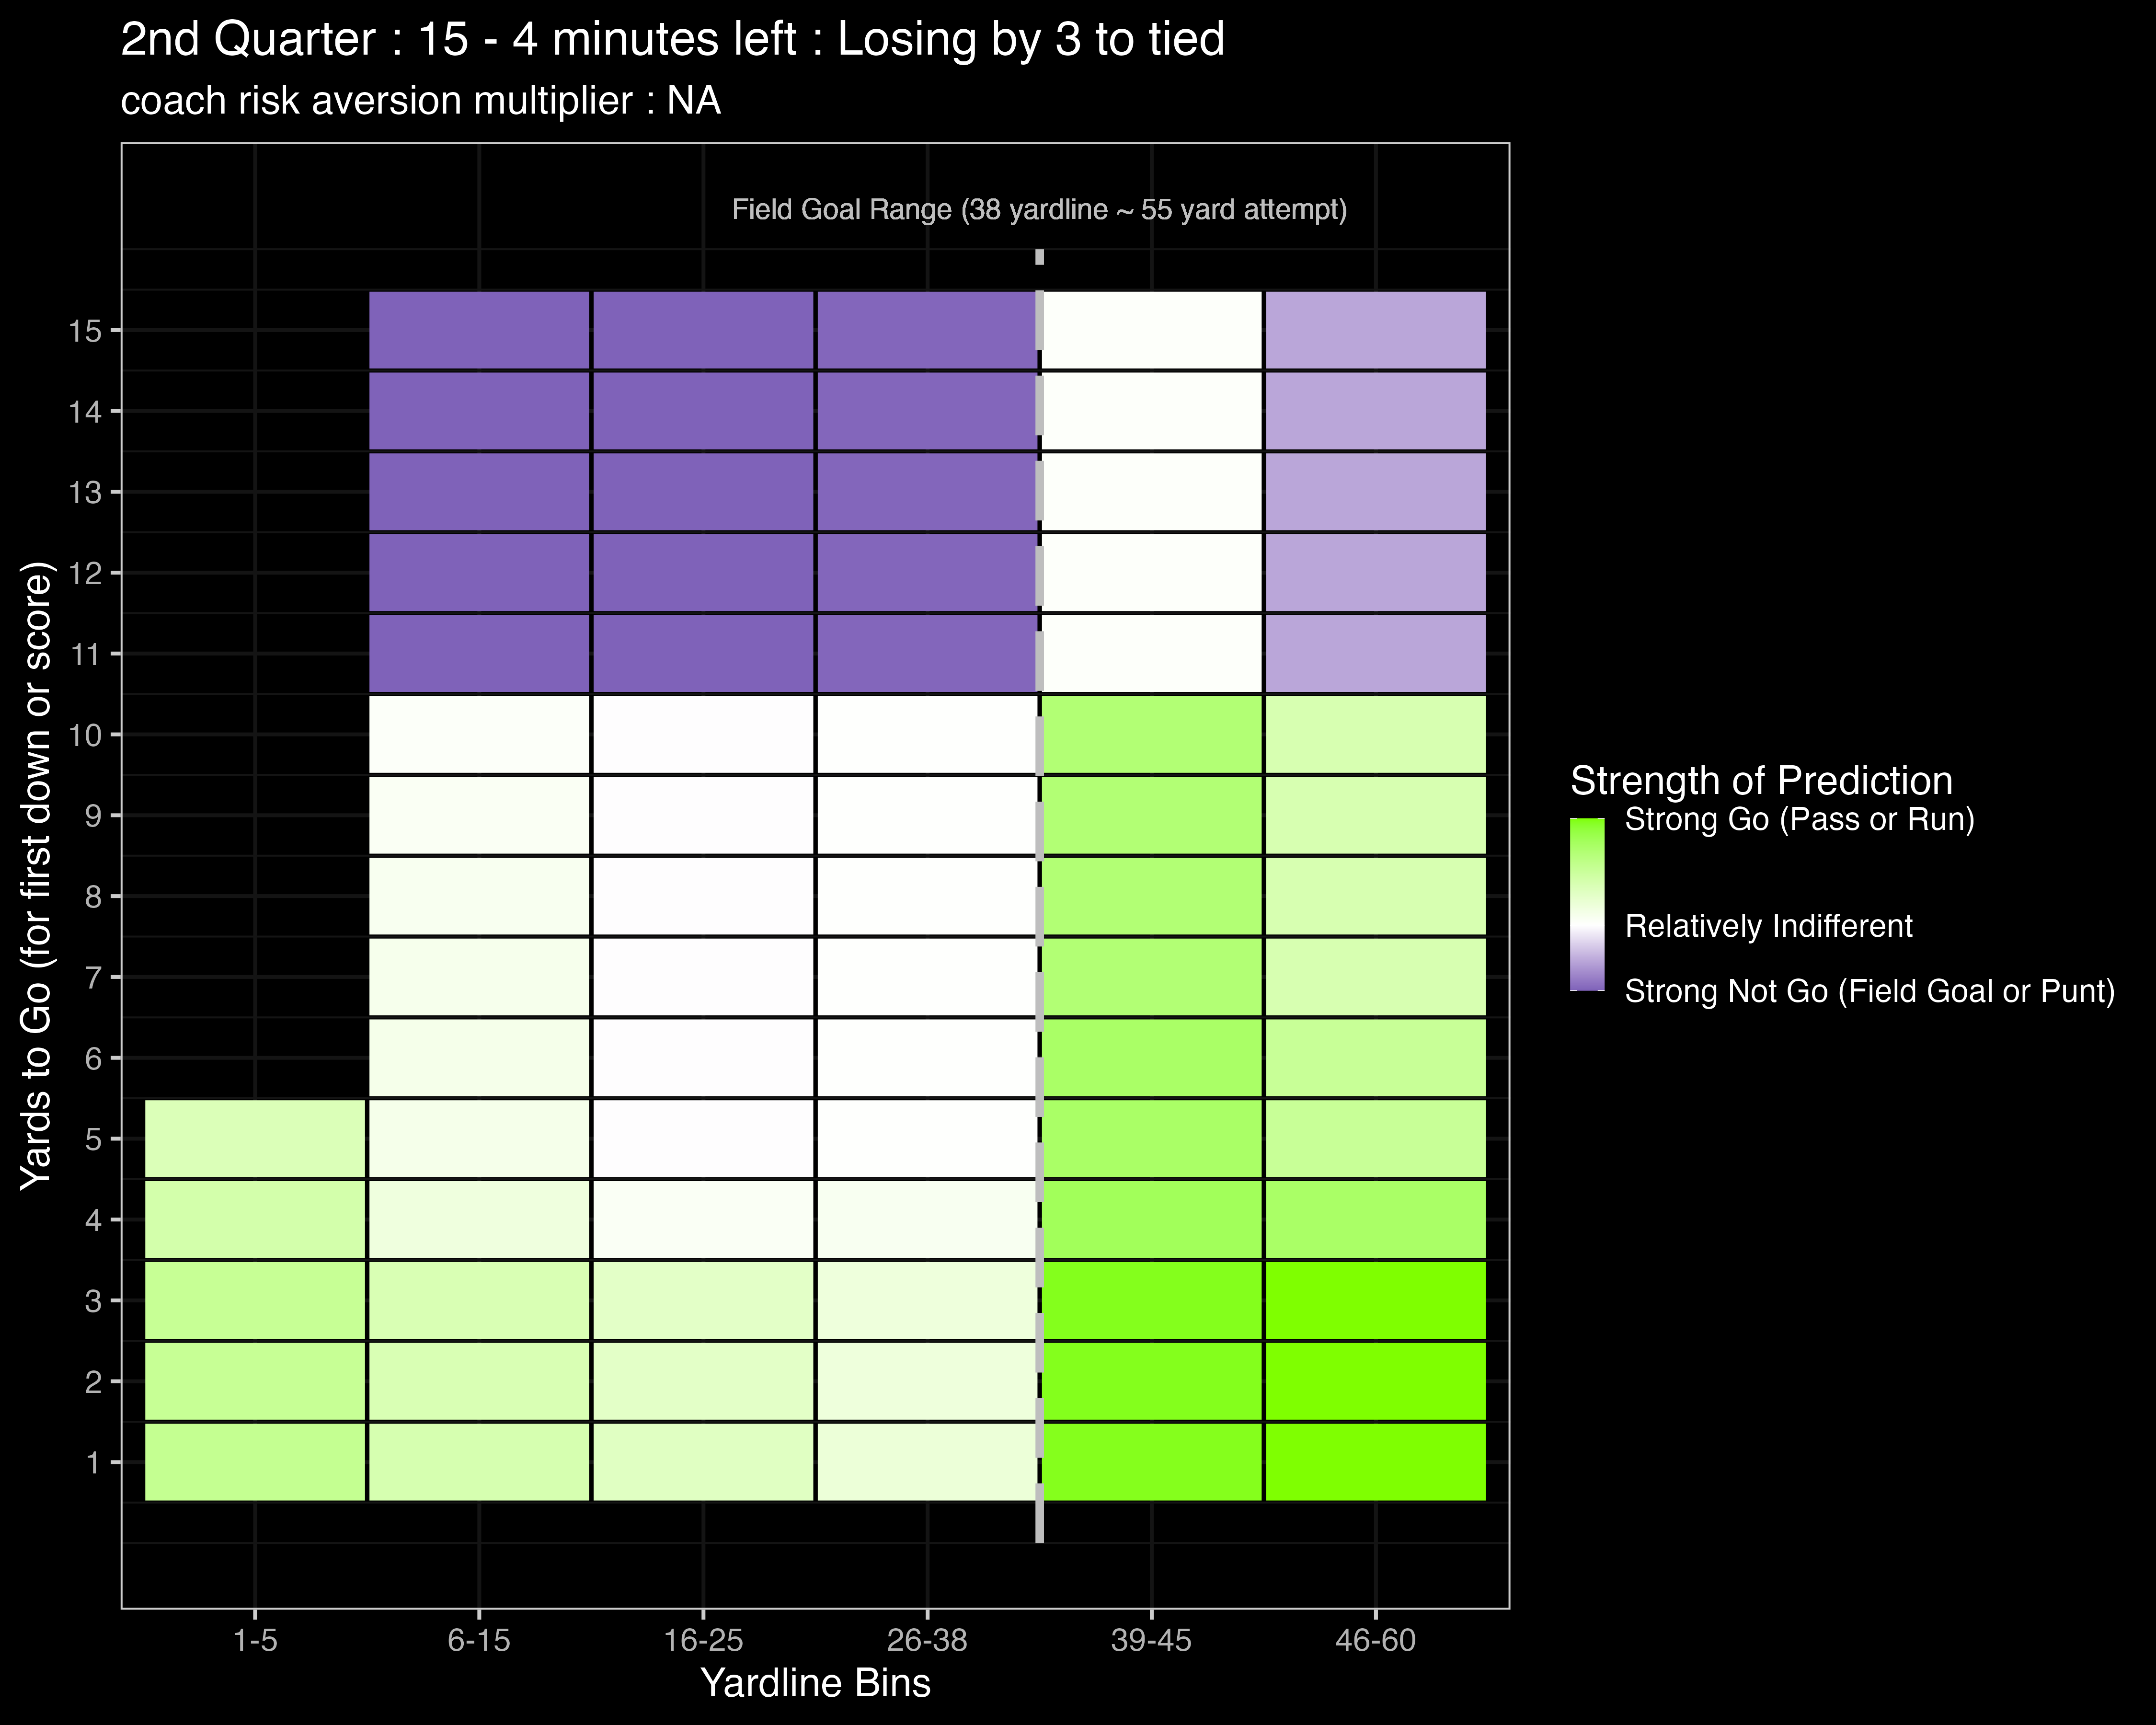 2nd Quarter : 15 - 4 minutes left : Losing by 3 to tied
coach risk aversion multiplier : NA
Field Goal Range (38 yardline ~ 55 yard attempt)
15
14
13
12
11
10
9
8
7
6
5
4
3
2
1
Yards to Go (for first down or score)
1-5
6-15
16-25
26-38
39-45
46-60
Yardline Bins
Strength of Prediction
Strong Go (Pass or Run)
Relatively Indifferent
Strong Not Go (Field Goal or Punt)